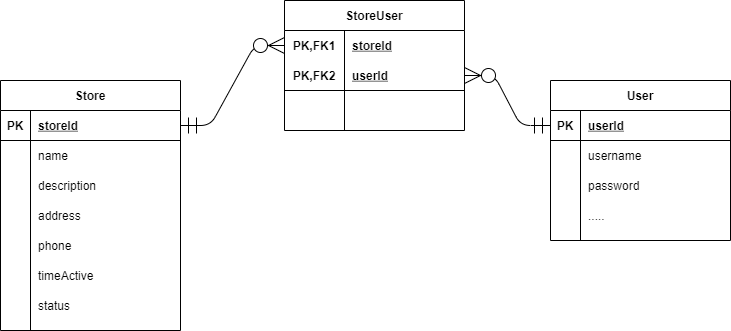 StoreUser
PK,FK1 storeId
PK,FK2 userId
Store
PK storeId
name
description
address
phone
timeActive
status
User
PK userId
username
password
.....